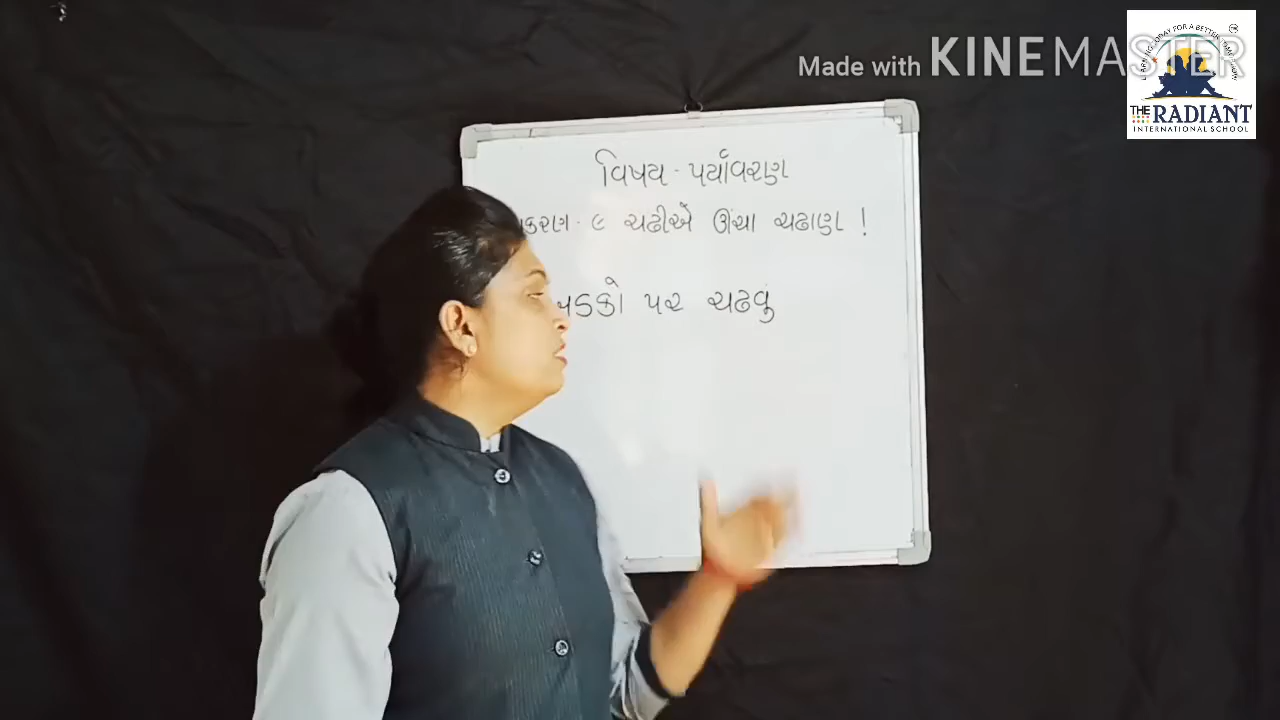 Made with KINEMASTER
THE RADIANT
INTERNATIONAL SCHOOL
વિષય - પર્યાવરણ
૯ ચઢીએ ઊંચા ચઢાણ !
પર ચઢવું